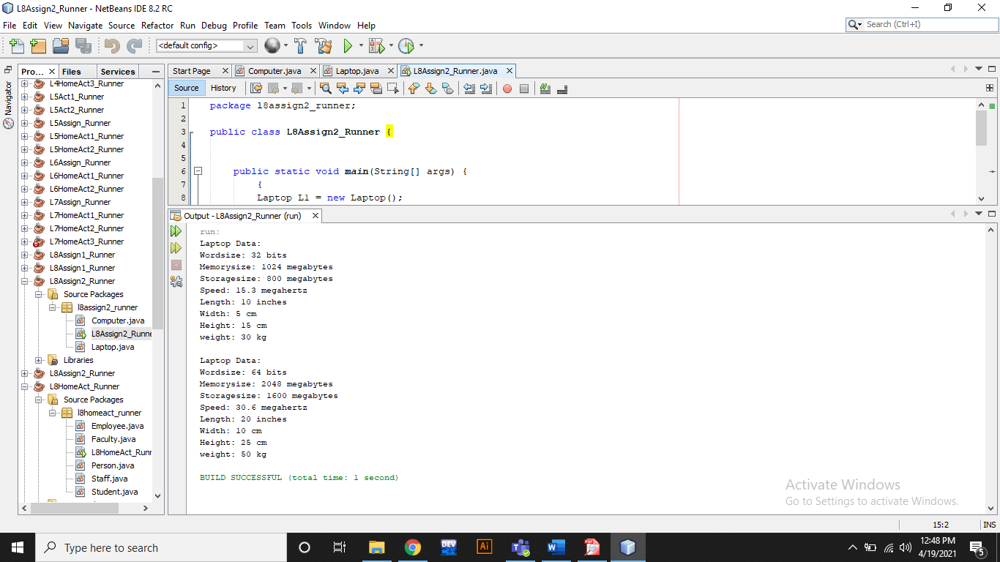 L8Assign2_Runner - NetBeans IDE 8.2 RC
File Edit View Navigate Source Refactor Run Debug Profile Team Tools Window Help
Search (Ctrl+I)
<default config>
Navigator
Pro... Files Services
L4HomeAct3_Runner
L5Act1_Runner
L5Act2_Runner
L5Assign_Runner
L5HomeAct1_Runner
L5HomeAct2_Runner
L6Assign_Runner
L6HomeAct1_Runner
L6HomeAct2_Runner
L7Assign_Runner
L7HomeAct1_Runner
L7HomeAct2_Runner
L7HomeAct3_Runner
L8Assign1_Runner
L8Assign1_Runner
L8Assign2_Runner
Source Packages
l8assign2_runner
Computer.java
L8Assign2_Runne
Laptop.java
Libraries
L8Assign2_Runner
L8HomeAct_Runner
Source Packages
l8homeact_runner
Employee.java
Faculty.java
L8HomeAct_Runr
Person.java
Staff.java
Student.java
Start Page Computer.java Laptop.java L8Assign2_Runner.java
Source History
1 package l8assign2_runner;
2
3 public class L8Assign2_Runner {
4
5
6 public static void main(String[] args) {
7 {
8 Laptop L1 = new Laptop();
Output - L8Assign2_Runner (run)
run:
Laptop Data:
Wordsize: 32 bits
Memorysize: 1024 megabytes
Storagesize: 800 megabytes
Speed: 15.3 megahertz
Length: 10 inches
Width: 5 cm
Height: 15 cm
weight: 30 kg
Laptop Data:
Wordsize: 64 bits
Memorysize: 2048 megabytes
Storagesize: 1600 megabytes
Speed: 30.6 megahertz
Length: 20 inches
Width: 10 cm
Height: 25 cm
weight: 50 kg
BUILD SUCCESSFUL (total time: 1 second)
Activate Windows
Go to Settings to activate Windows.
15:2 INS
Type here to search
DEV
Ai
12:48 PM
4/19/2021
5